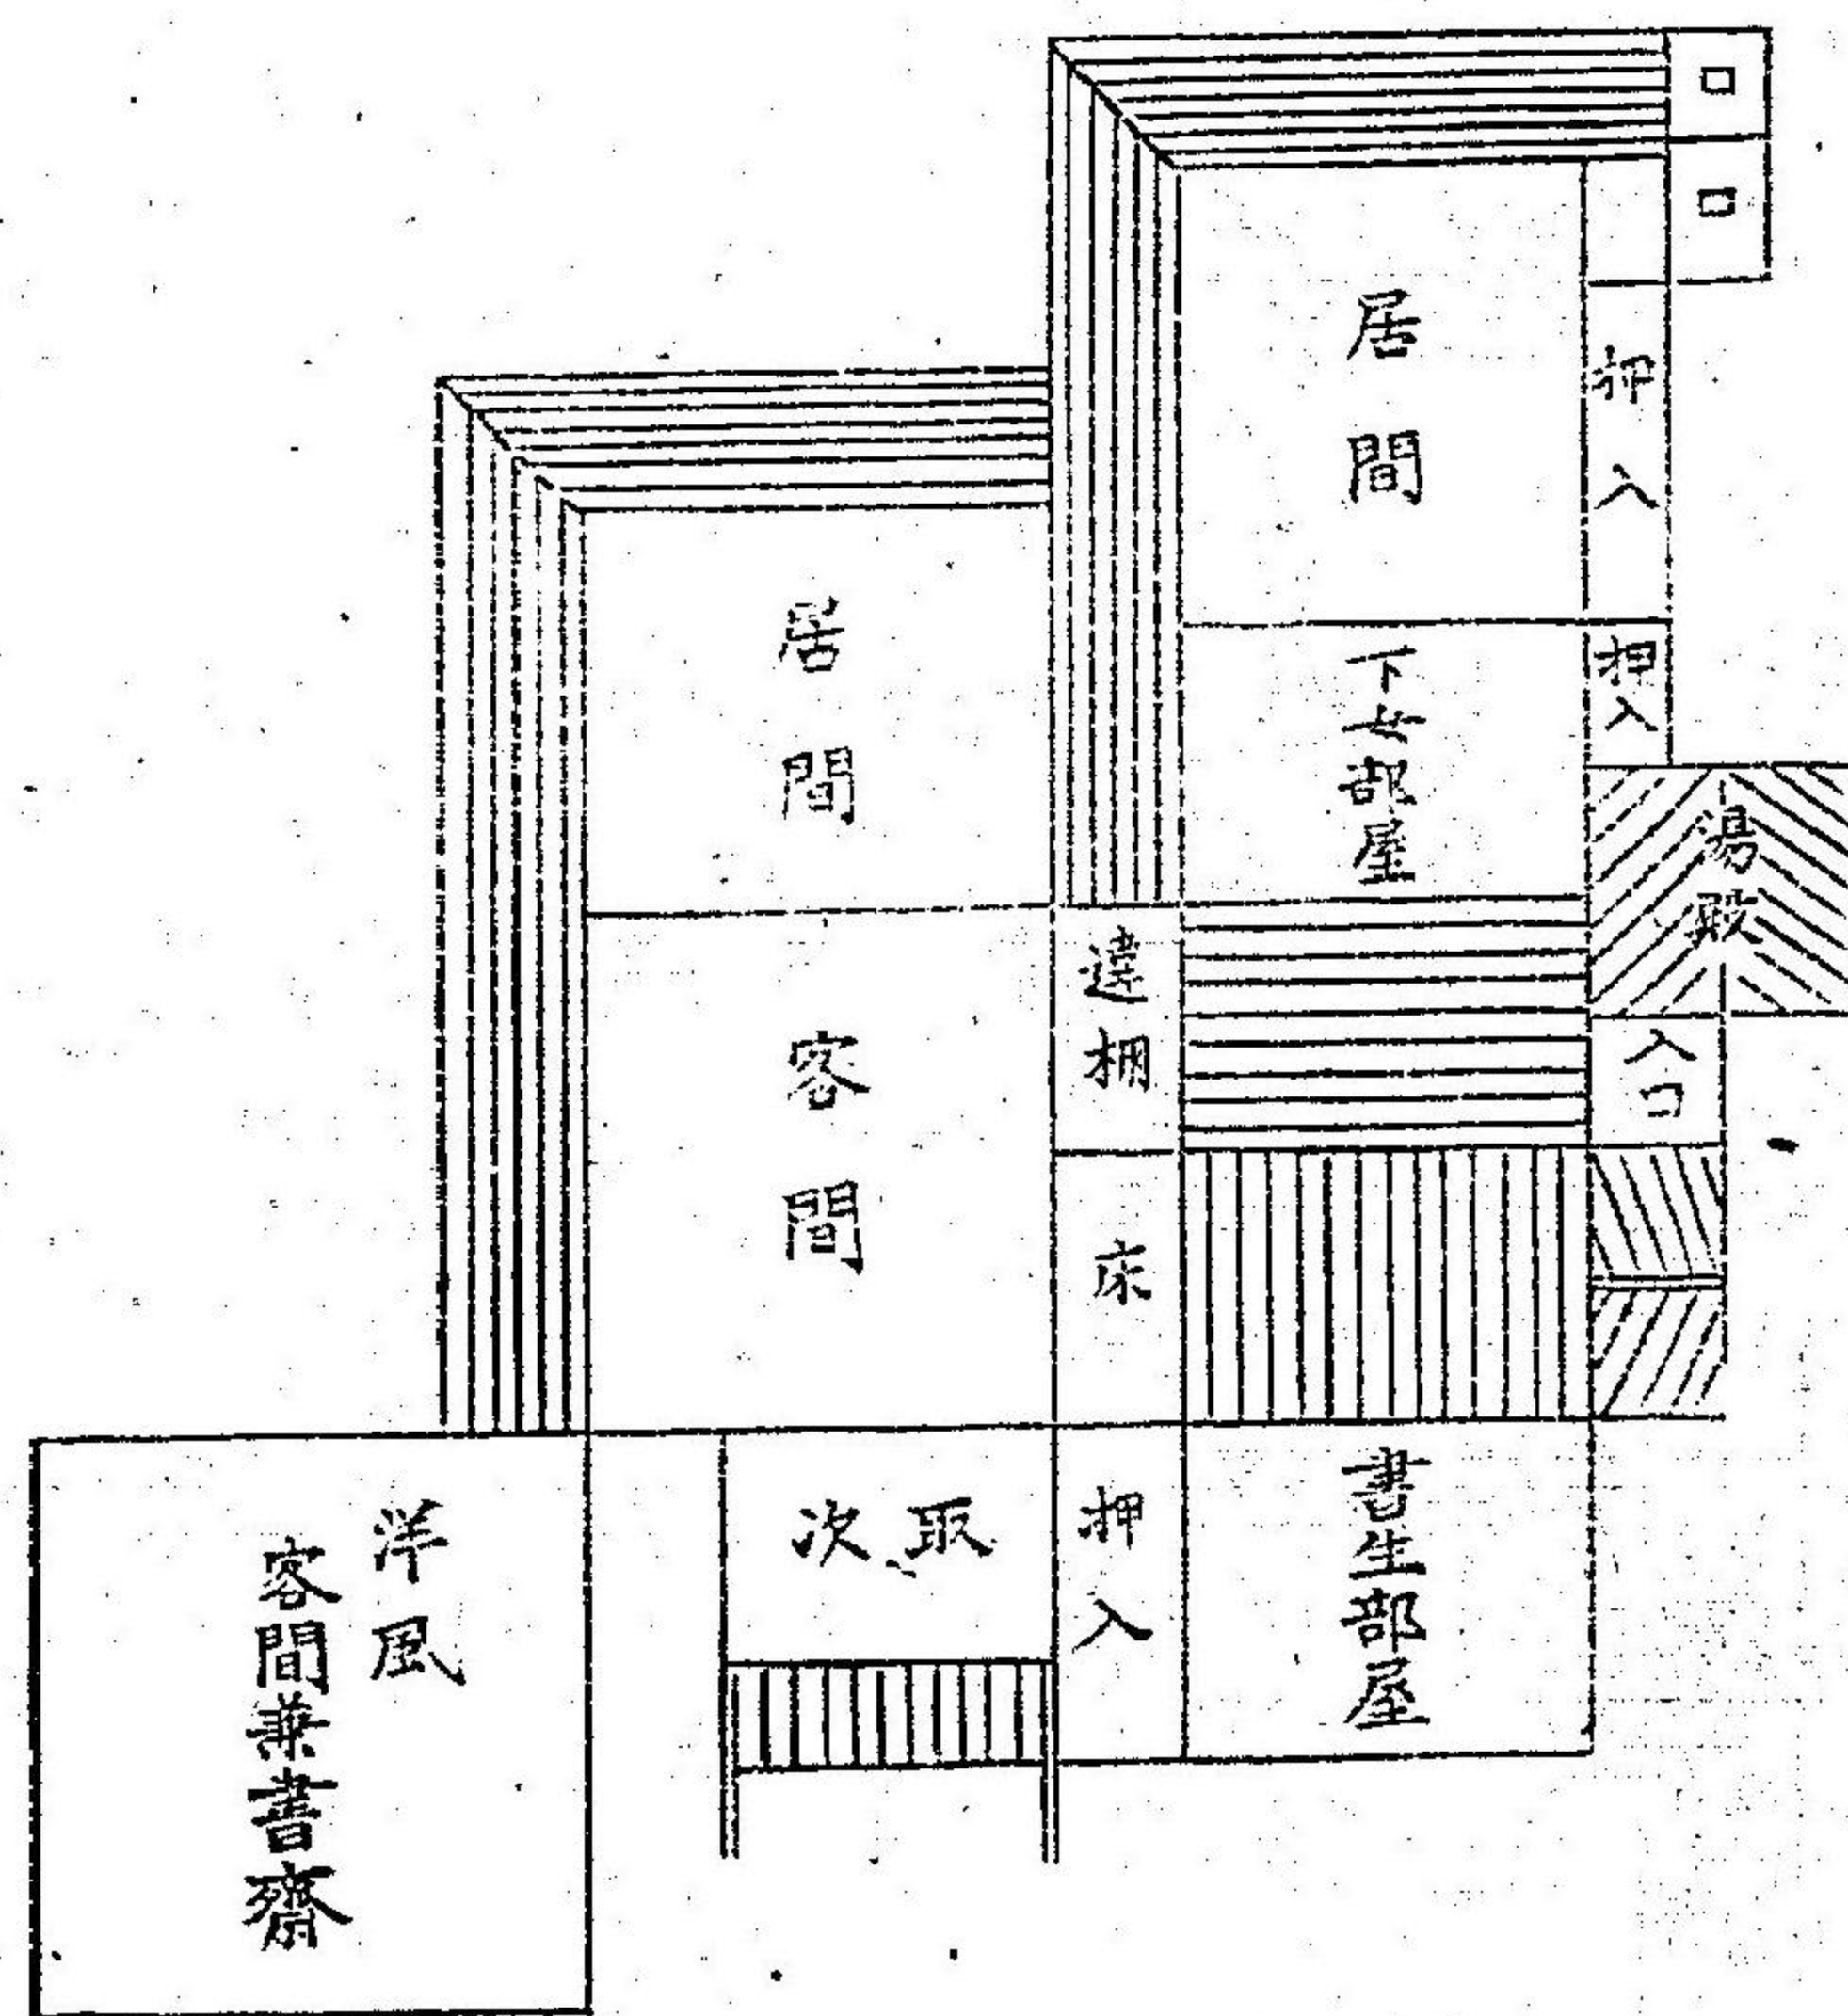 居間
押入
居間
下女部屋
押入
湯殿
客間
違棚
入口
床
洋風
客間兼書齋
取次
押入
書生部屋